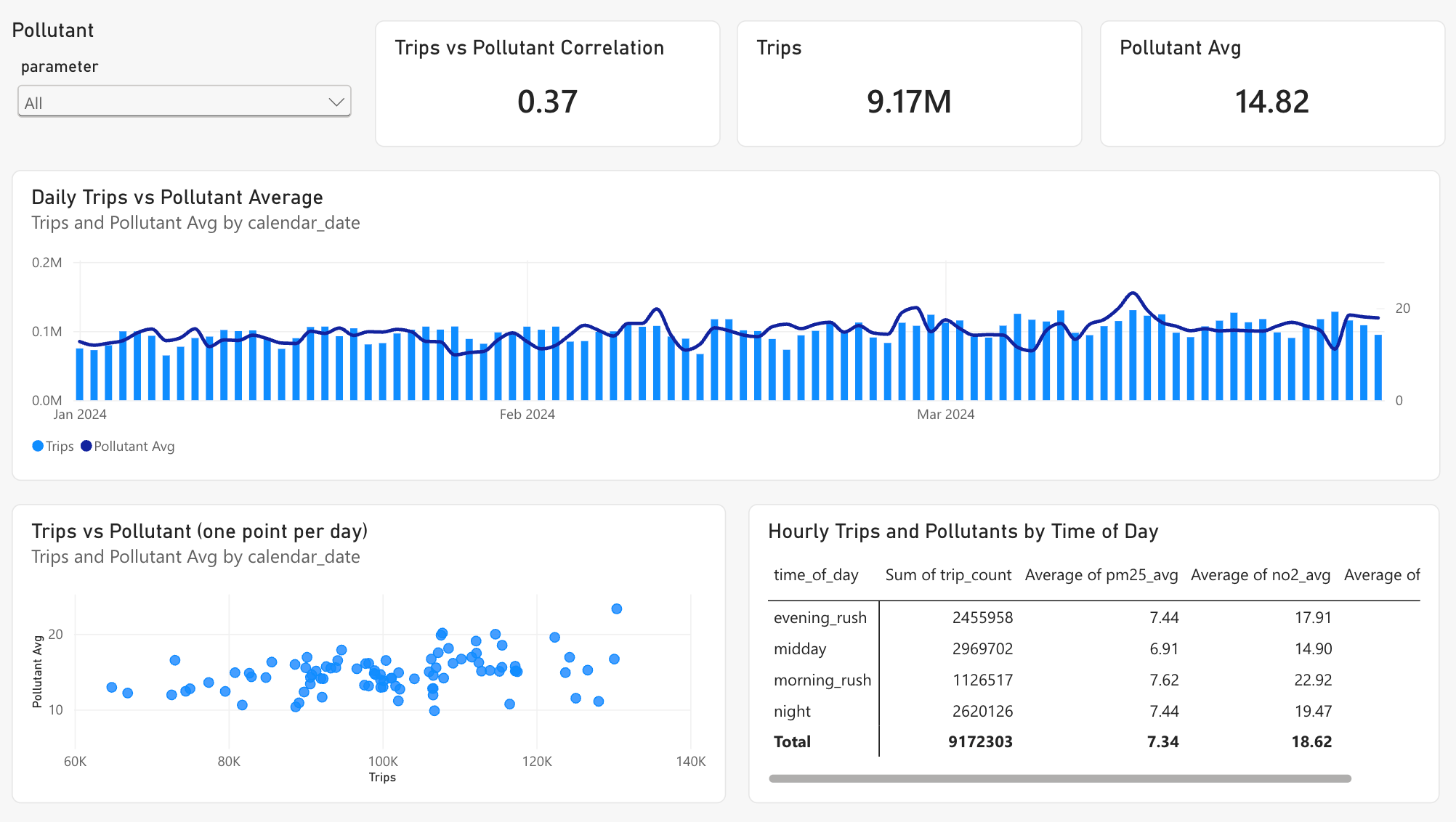 Pollutant
parameter
All
Trips vs Pollutant Correlation
0.37
Trips
9.17M
Pollutant Avg
14.82
Daily Trips vs Pollutant Average
Trips and Pollutant Avg by calendar_date
0.2M
0.1M
0.0M
20
0
Jan 2024
Feb 2024
Mar 2024
Trips Pollutant Avg
Trips vs Pollutant (one point per day)
Trips and Pollutant Avg by calendar_date
Pollutant Avg
20
10
60K 80K 100K 120K 140K
Trips
Hourly Trips and Pollutants by Time of Day
time_of_day Sum of trip_count Average of pm25_avg Average of no2_avg Average of
evening_rush 2455958 7.44 17.91
midday 2969702 6.91 14.90
morning_rush 1126517 7.62 22.92
night 2620126 7.44 19.47
Total 9172303 7.34 18.62